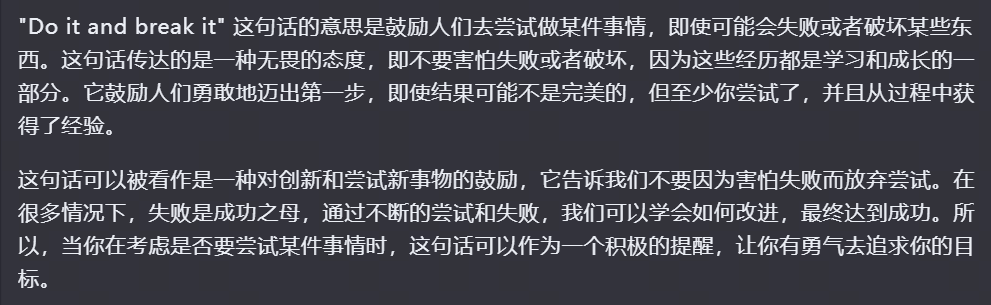 "Do it and break it" 这句话的意思是鼓励人们去尝试做某件事情，即使可能会失败或者破坏某些东
西。这句话传达的是一种无畏的态度，即不要害怕失败或者破坏，因为这些经历都是学习和成长的一
部分。它鼓励人们勇敢地迈出第一步，即使结果可能不是完美的，但至少你尝试了，并且从过程中获
得了经验。
这句话可以被看作是一种对创新和尝试新事物的鼓励，它告诉我们不要因为害怕失败而放弃尝试。在
很多情况下，失败是成功之母，通过不断的尝试和失败，我们可以学会如何改进，最终达到成功。所
以，当你在考虑是否要尝试某件事情时，这句话可以作为一个积极的提醒，让你有勇气去追求你的目
标。